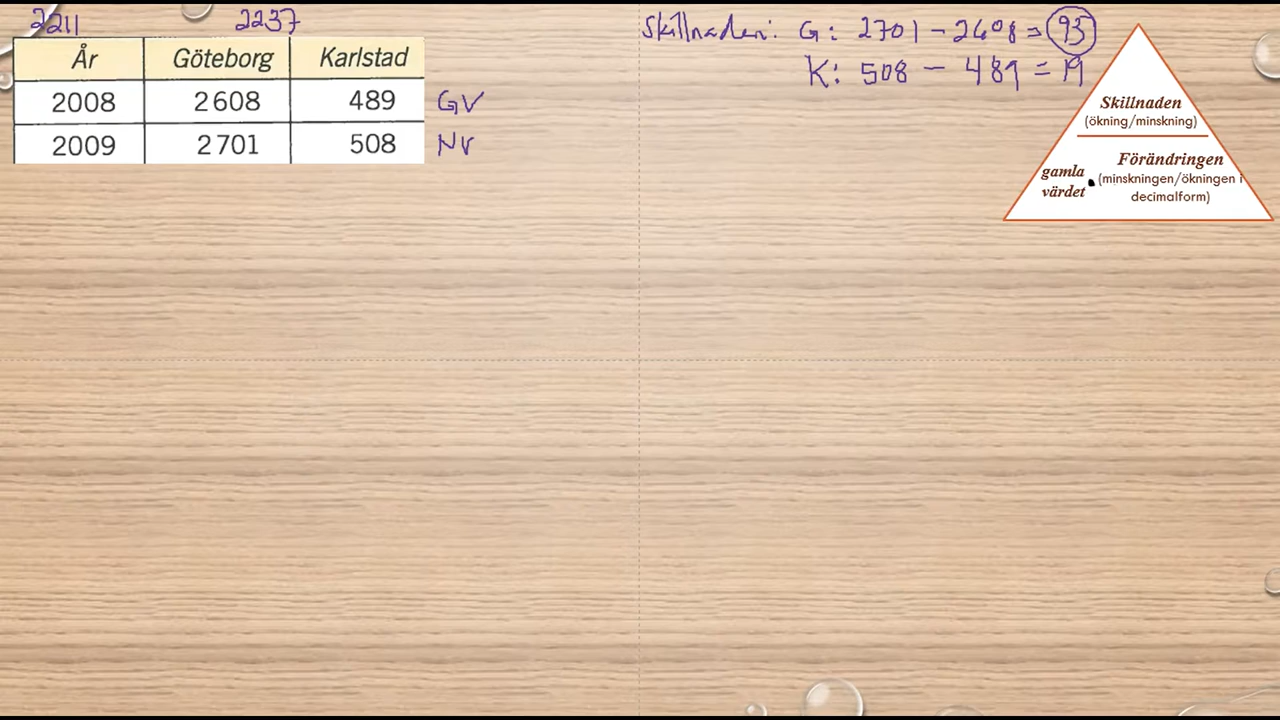 2211 2237
År Göteborg Karlstad
2008 2608 489 GV
2009 2701 508 NV
Skillnaden: G: 2701 - 2608 = 93
K: 508 - 489 = 19
Skillnaden
(ökning/minskning)
gamla värdet
Förändringen
(minskningen/ökningen i
decimalform)